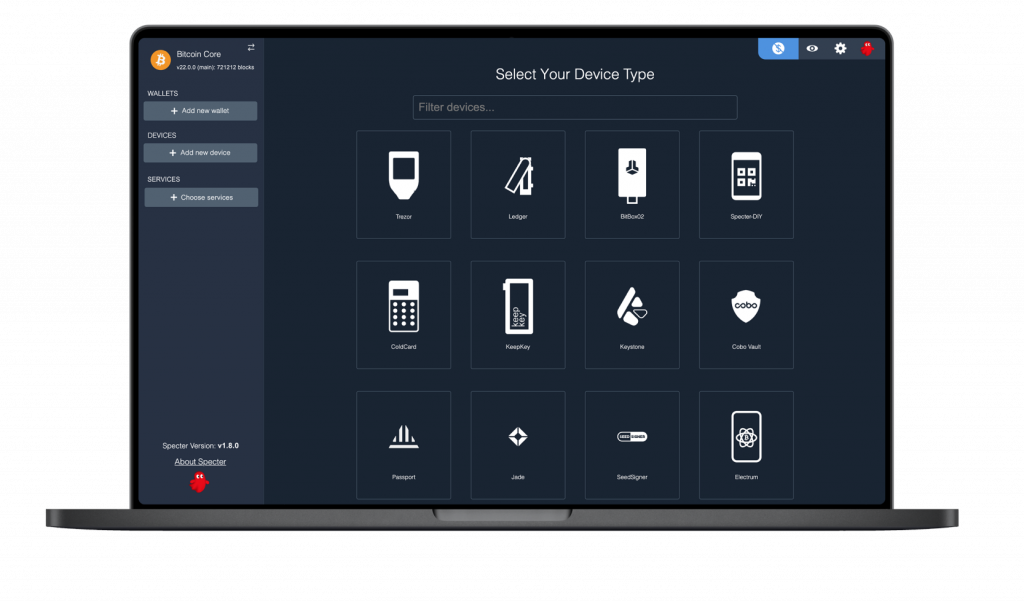 Bitcoin Core
v22.0.0 (main): 721212 blocks
WALLETS
+ Add new wallet
DEVICES
+ Add new device
SERVICES
+ Choose services
Specter Version: v1.8.0
About Specter
Select Your Device Type
Filter devices...
Trezor
Ledger
BitBox02
Specter-DIY
ColdCard
keep
key
KeepKey
Keystone
cobo
Cobo Vault
Passport
Jade
SEEDSIGNER
SeedSigner
Electrum